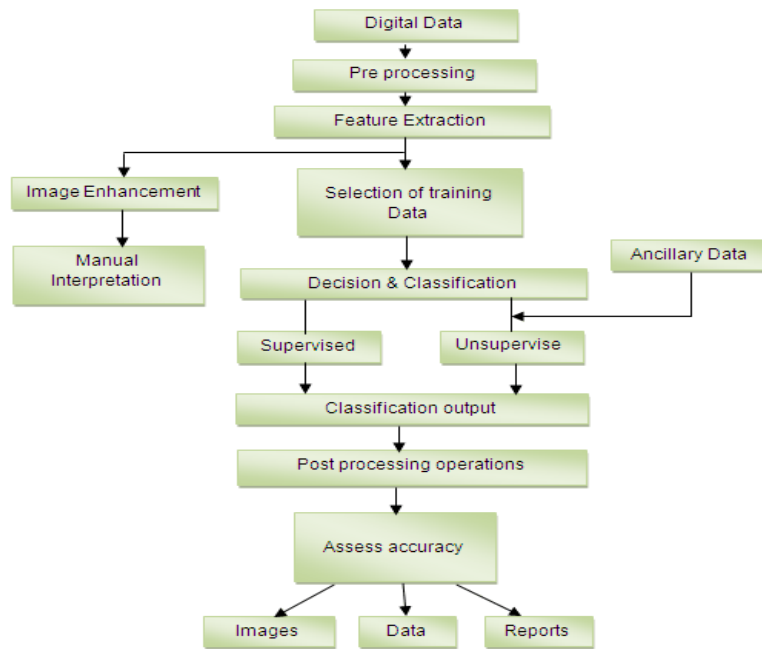 Digital Data
Pre processing
Feature Extraction
Image Enhancement
Selection of training
Data
Manual
Interpretation
Ancillary Data
Decision & Classification
Supervised
Unsupervise
Classification output
Post processing operations
Assess accuracy
Images
Data
Reports